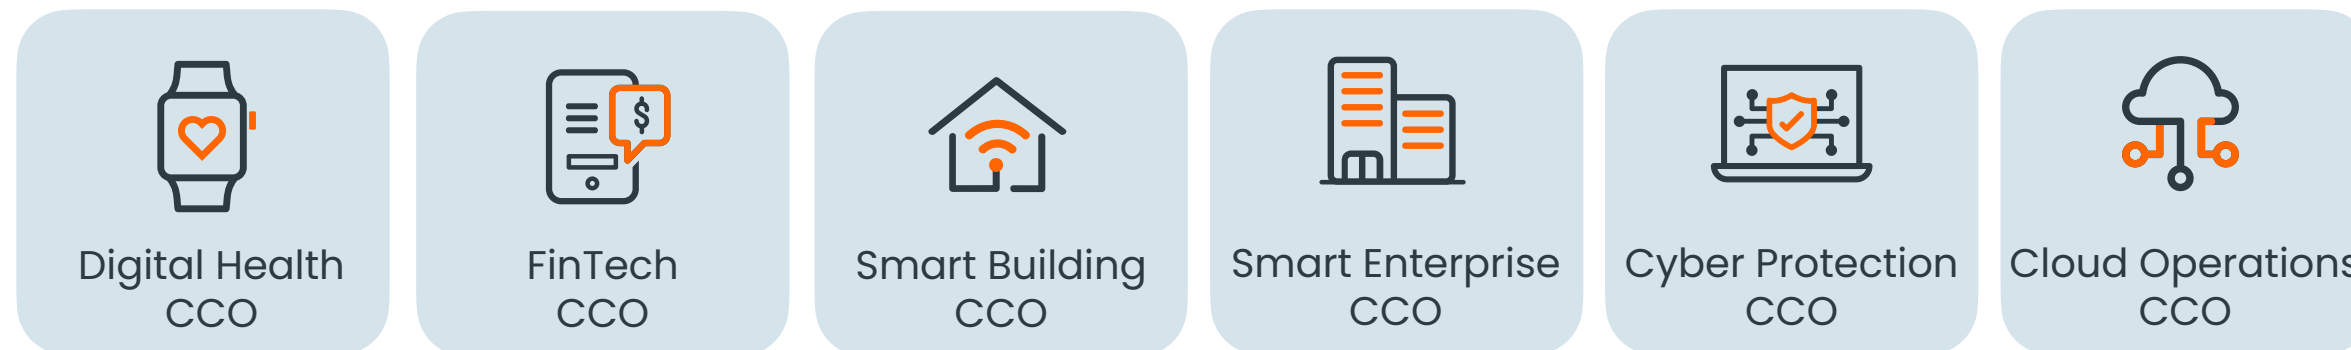 Digital Health
CCO
FinTech
CCO
$
Smart Building
CCO
Smart Enterprise
CCO
Cyber Protection
CCO
Cloud Operations
CCO